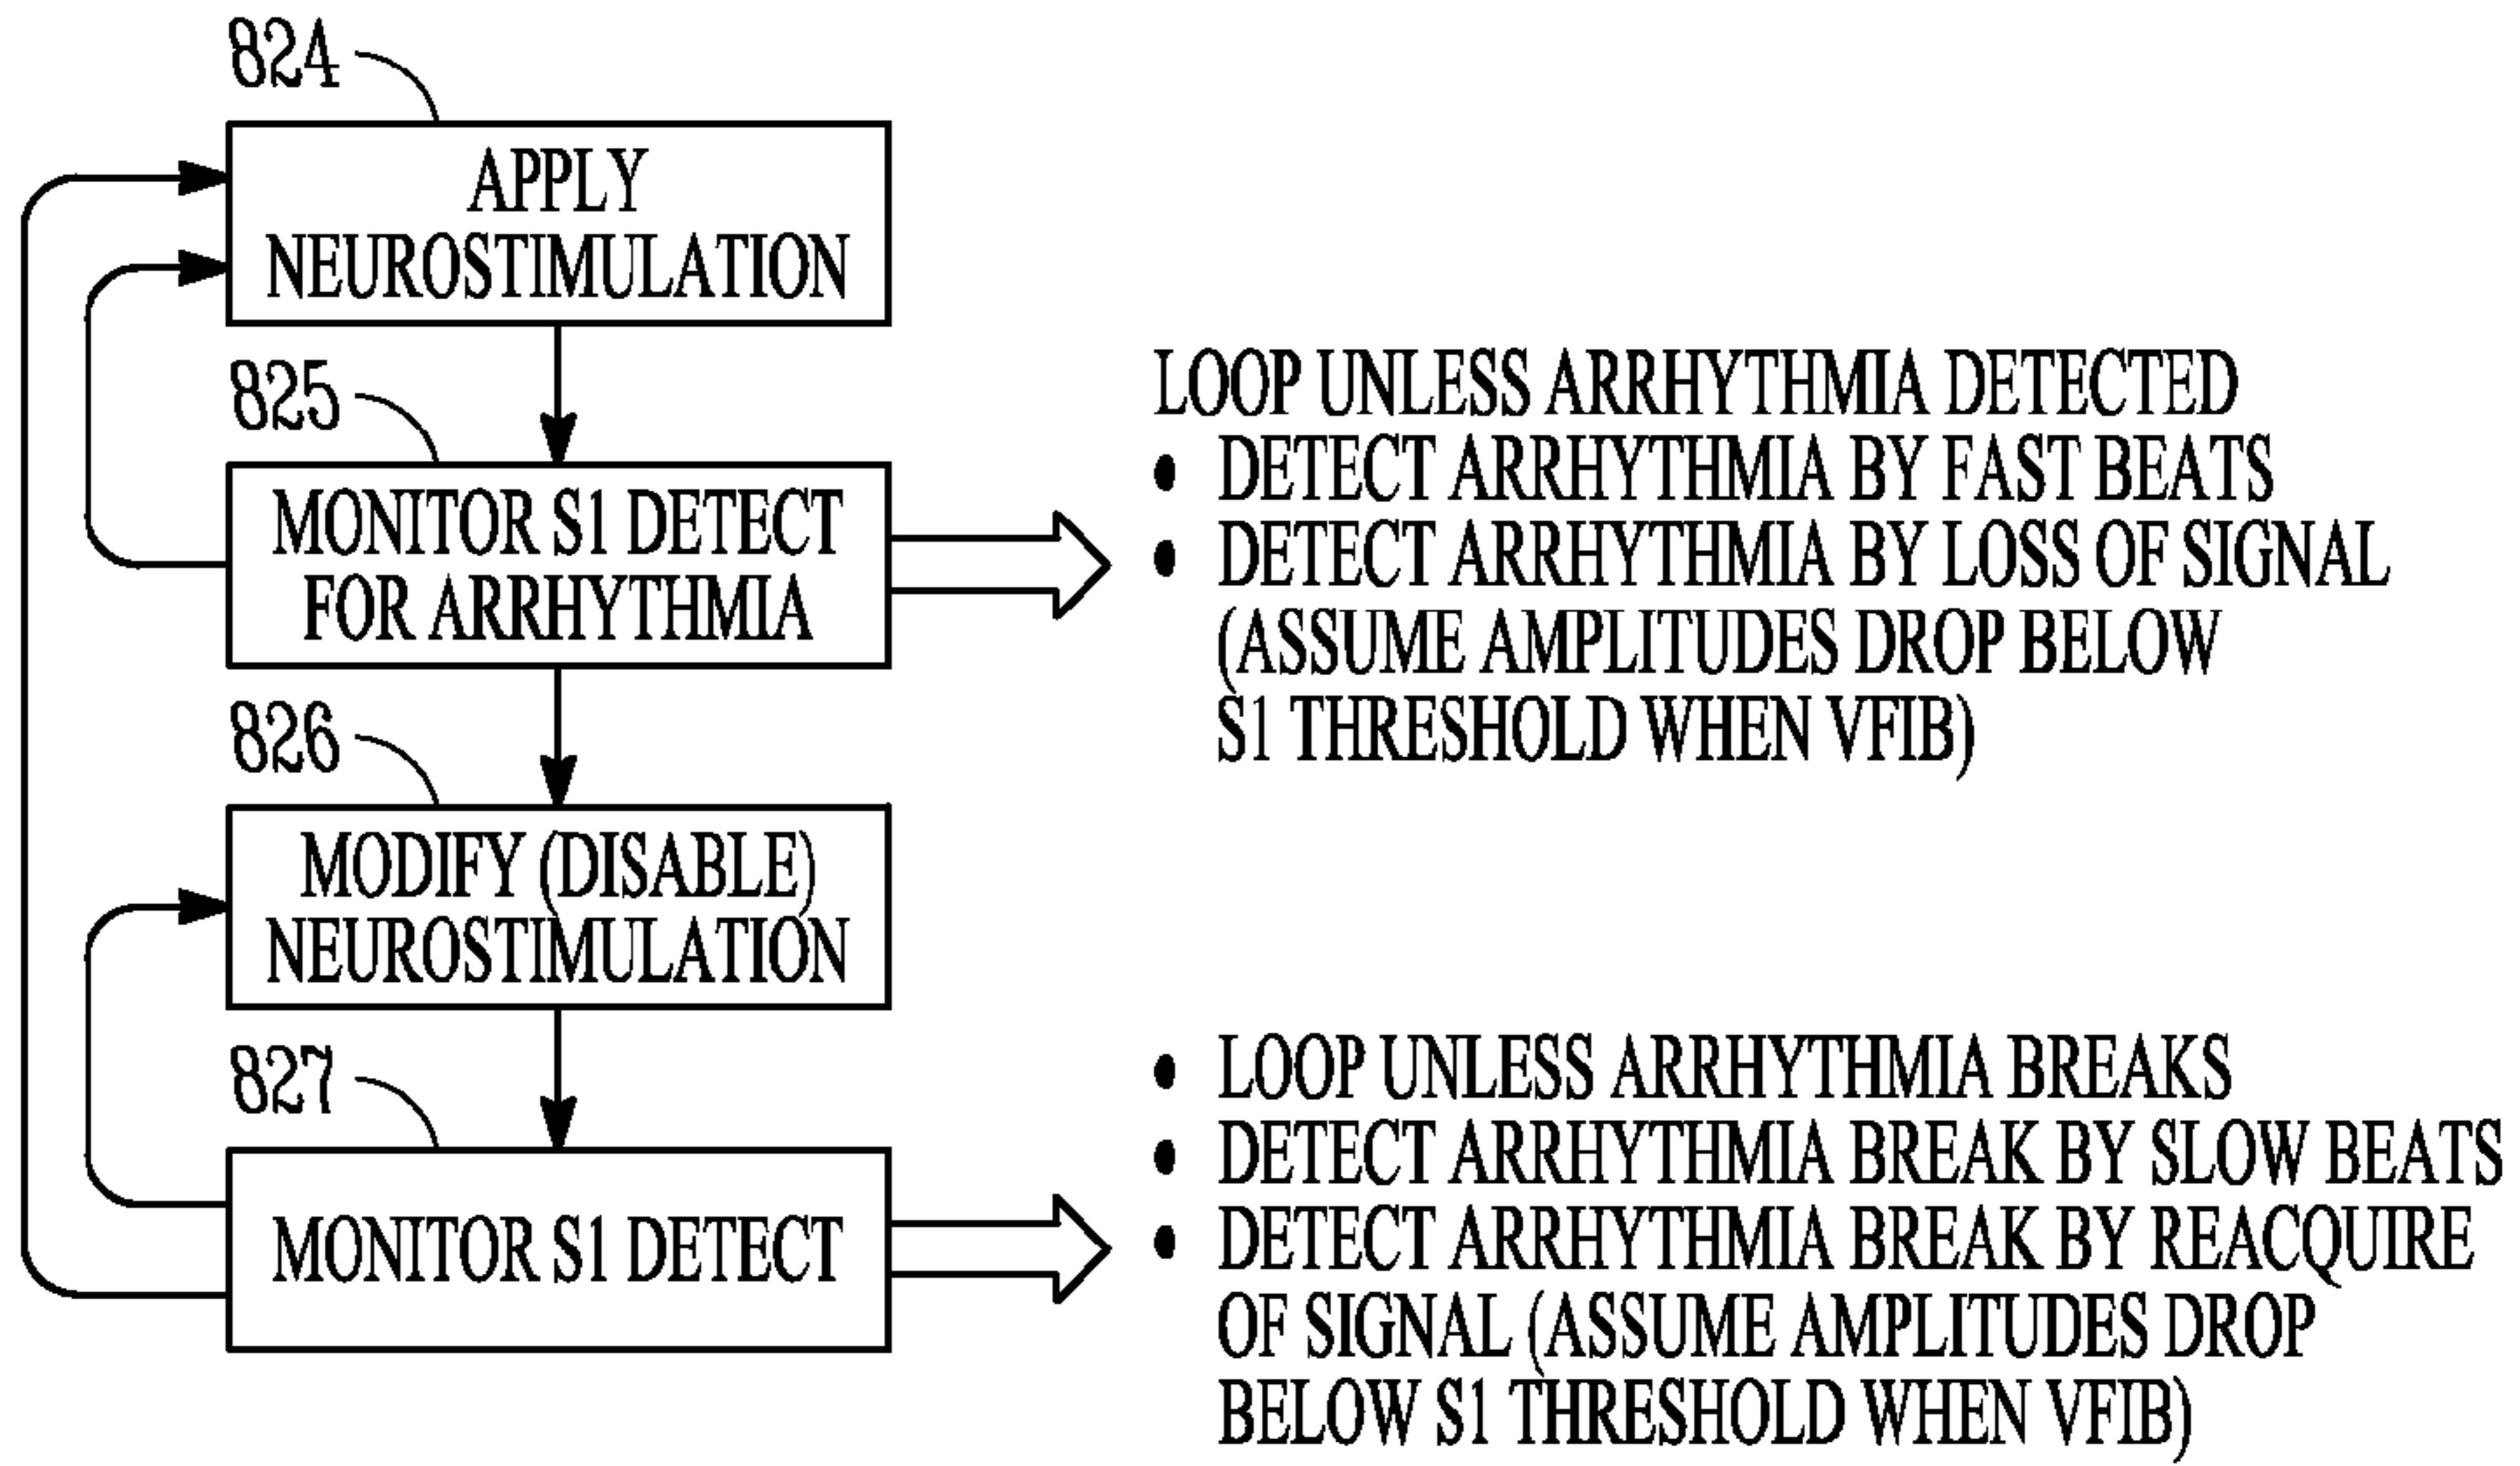 824
APPLY
NEUROSTIMULATION
825
MONITOR S1 DETECT
FOR ARRHYTHMIA
LOOP UNLESS ARRHYTHMIA DETECTED
• DETECT ARRHYTHMIA BY FAST BEATS
• DETECT ARRHYTHMIA BY LOSS OF SIGNAL
(ASSUME AMPLITUDES DROP BELOW
S1 THRESHOLD WHEN VFIB)
826
MODIFY (DISABLE)
NEUROSTIMULATION
827
MONITOR S1 DETECT
• LOOP UNLESS ARRHYTHMIA BREAKS
• DETECT ARRHYTHMIA BREAK BY SLOW BEATS
• DETECT ARRHYTHMIA BREAK BY REACQUIRE
OF SIGNAL (ASSUME AMPLITUDES DROP
BELOW S1 THRESHOLD WHEN VFIB)